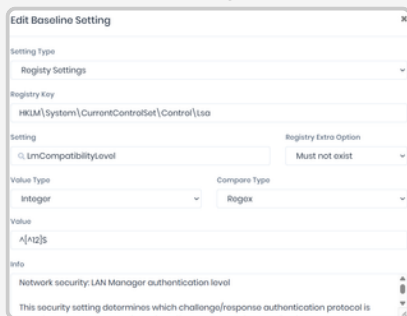 Edit Baseline Setting
Setting Type
Registy Settings
Registry Key
HKLM\System\CurrentControlSet\Control\Lsa
Setting
Registry Extra Option
LmCompatibilityLevel
Must not exist
Value Type
Compare Type
Integer
Regex
Value
^[^12]$
Info
Network security: LAN Manager authentication level
This security setting determines which challenge/response authentication protocol is